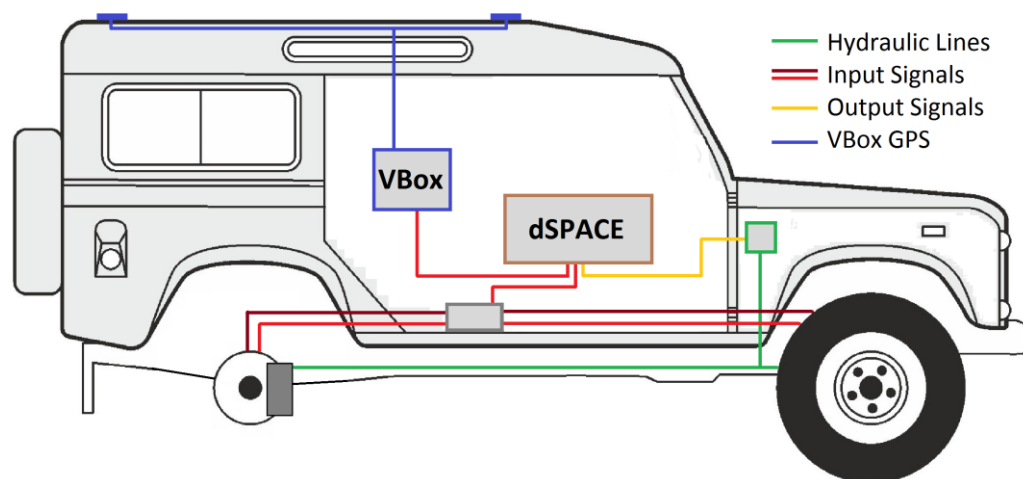 Hydraulic Lines
Input Signals
Output Signals
VBox GPS
VBox
dSPACE